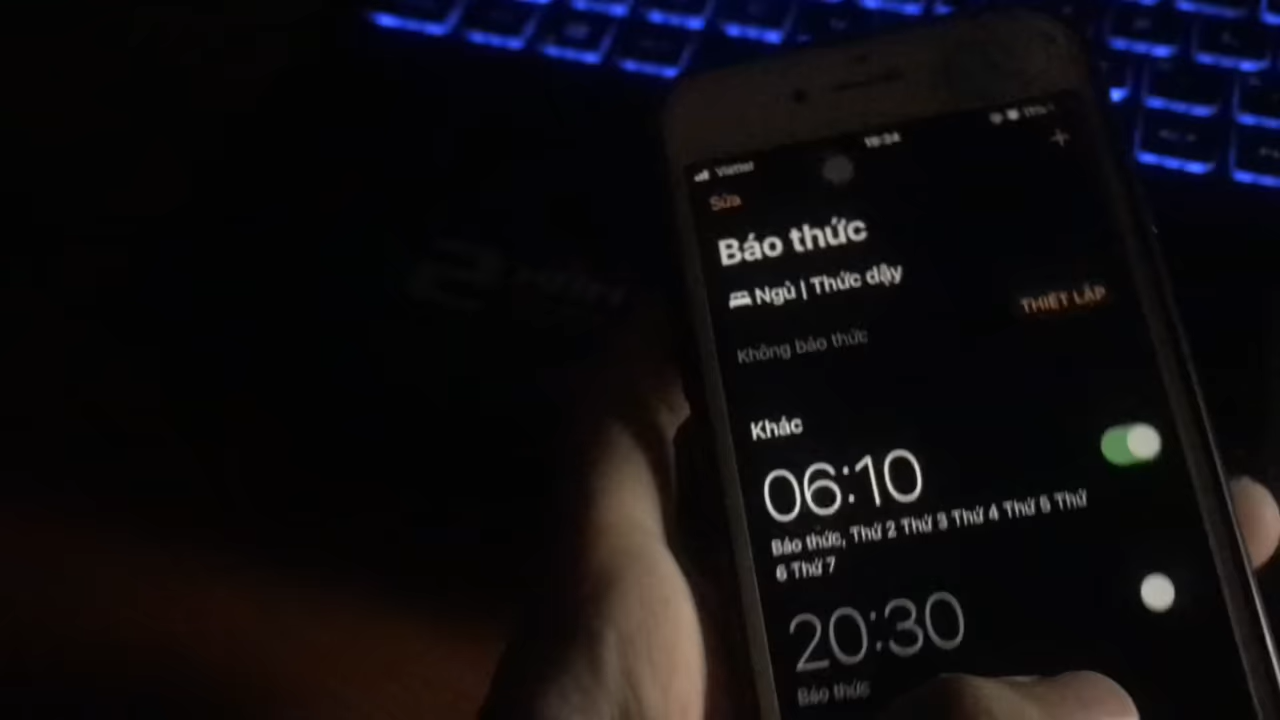 Viettel
Sửa
Báo thức
Ngủ | Thức dậy
THIẾT LẬP
Không báo thức
Khác
06:10
Báo thức, Thứ 2 Thứ 3 Thứ 4 Thứ 5 Thứ
6 Thứ 7
20:30
Báo thức